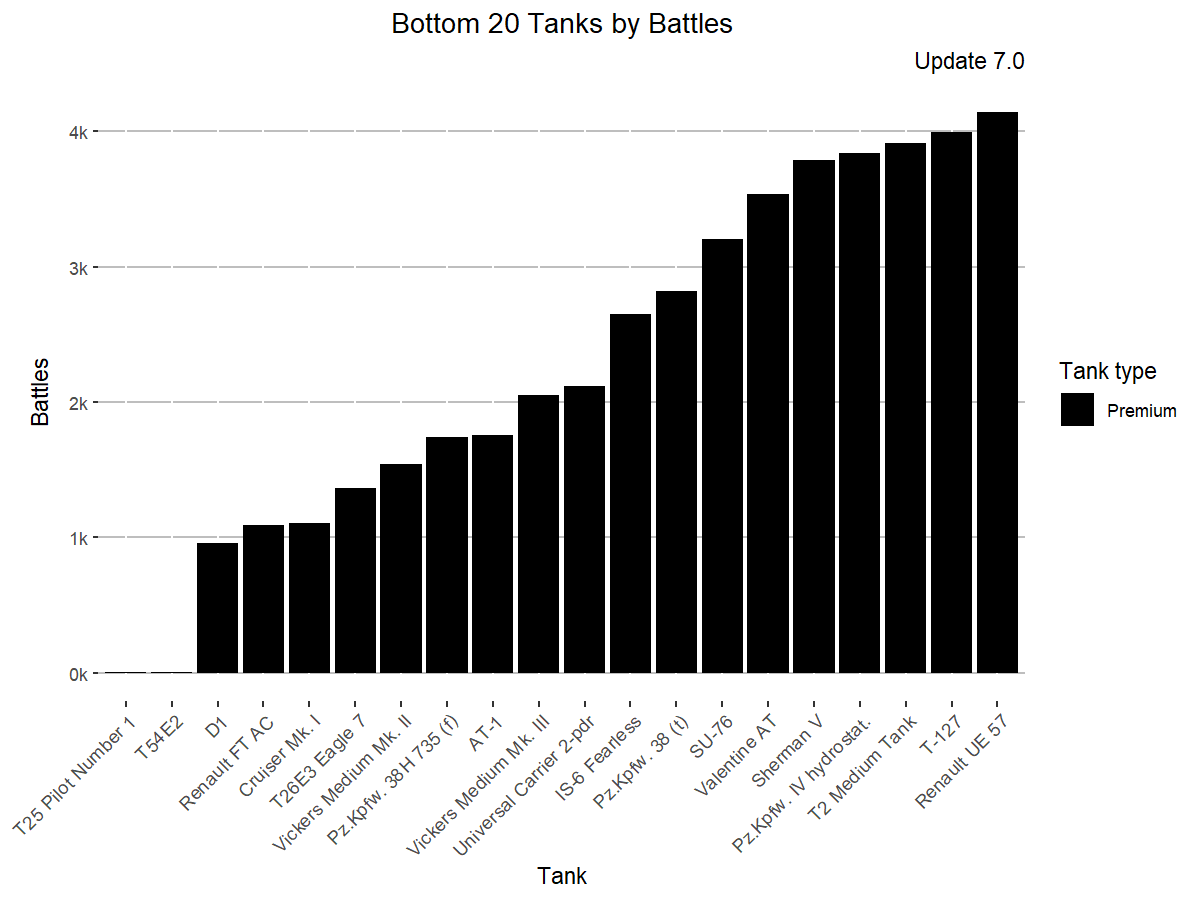 Bottom 20 Tanks by Battles
Update 7.0
4k
3k
2k
1k
0k
Battles
T25 Pilot Number 1
T54E2
D1
Renault FT AC
Cruiser Mk. I
T26E3 Eagle 7
Vickers Medium Mk. II
Pz.Kpfw. 38H 735 (f)
AT-1
Vickers Medium Mk. III
Universal Carrier 2-pdr
IS-6 Fearless
Pz.Kpfw. 38 (t)
SU-76
Valentine AT
Sherman V
Pz.Kpfw. IV hydrostat.
T2 Medium Tank
T-127
Renault UE 57
Tank
Tank type
Premium